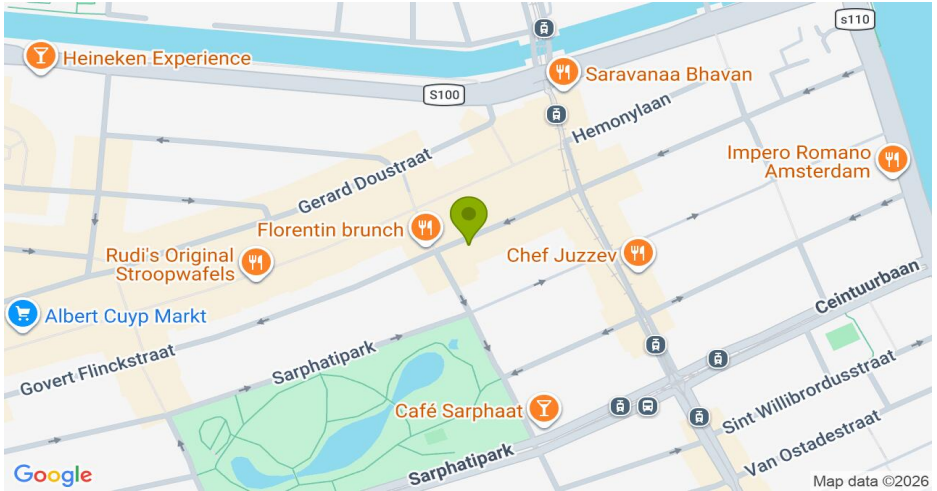 s110
Heineken Experience
Saravanaa Bhavan
S100
Hemonylaan
Impero Romano
Amsterdam
Gerard Doustraat
Florentin brunch
Rudi's Original
Stroopwafels
Chef Juzzev
Ceintuurbaan
Albert Cuyp Markt
Govert Flinckstraat
Sarphatipark
Sint Willibrordusstraat
Café Sarphaat
Sarphatipark
Van Ostadestraat
Google
Map data ©2026